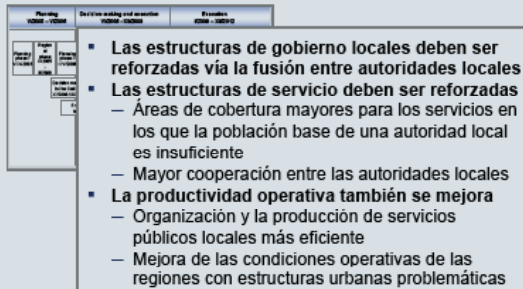 Planning
Decision making and execution
Execution
Planning
Region
▪ Las estructuras de gobierno locales deben ser
reforzadas vía la fusión entre autoridades locales
▪ Las estructuras de servicio deben ser reforzadas
– Áreas de cobertura mayores para los servicios en
los que la población base de una autoridad local
es insuficiente
– Mayor cooperación entre las autoridades locales
▪ La productividad operativa también se mejora
– Organización y la producción de servicios
públicos locales más eficiente
– Mejora de las condiciones operativas de las
regiones con estructuras urbanas problemáticas